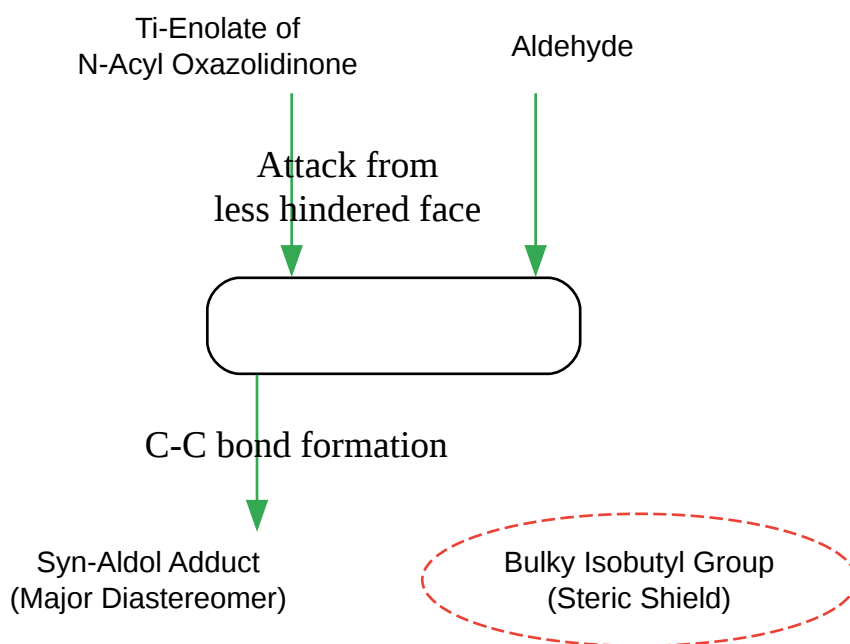 Ti-Enolate of
N-Acyl Oxazolidinone
Aldehyde
Attack from
less hindered face
C-C bond formation
Syn-Aldol Adduct
(Major Diastereomer)
Bulky Isobutyl Group
(Steric Shield)